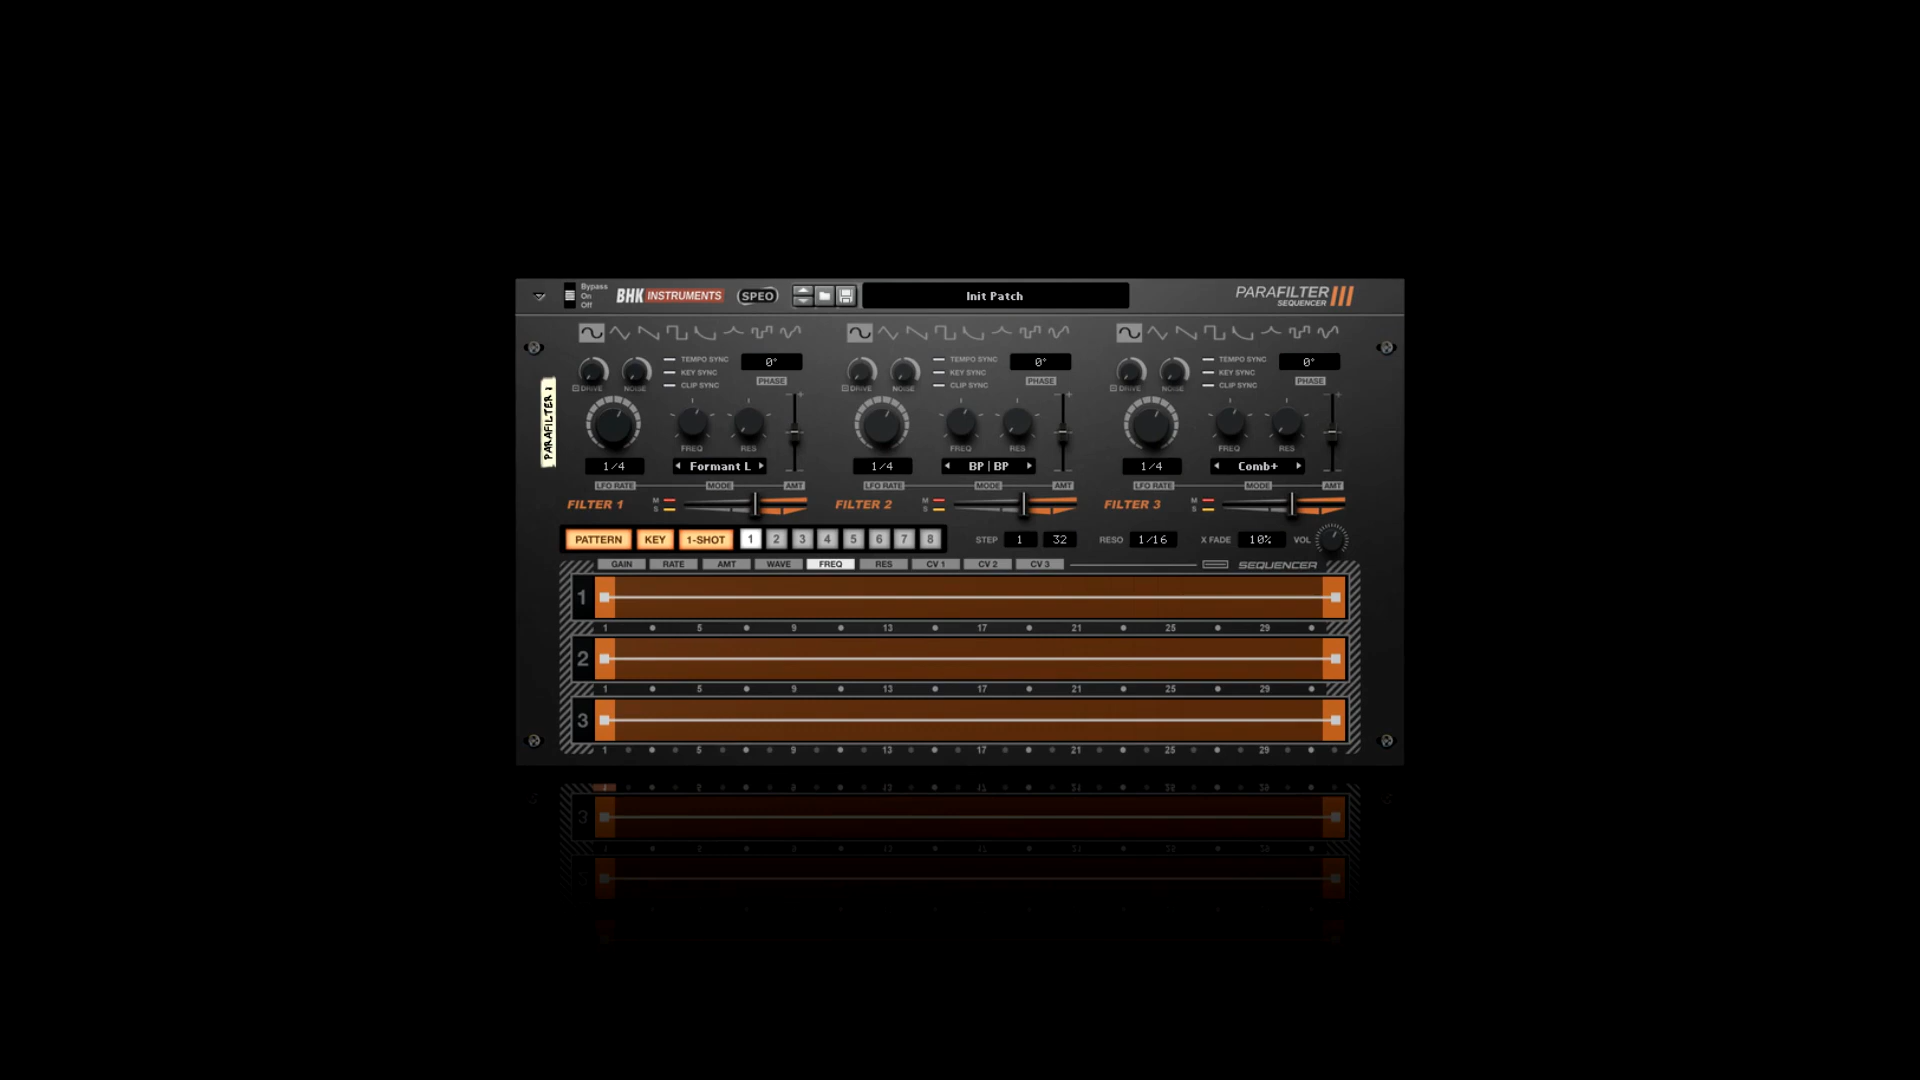 Bypass
On
Off
BHK INSTRUMENTS
SPEO
Init Patch
PARAFILTER
SEQUENCER
PARAFILTER 1
TEMPO SYNC
KEY SYNC
CLIP SYNC
0°
PHASE
DRIVE
NOISE
FREQ
RES
1/4
Formant L
LFO RATE
MODE
AMT
FILTER 1
M
S
TEMPO SYNC
KEY SYNC
CLIP SYNC
0°
PHASE
DRIVE
NOISE
FREQ
RES
1/4
BP|BP
LFO RATE
MODE
AMT
FILTER 2
M
S
TEMPO SYNC
KEY SYNC
CLIP SYNC
0°
PHASE
DRIVE
NOISE
FREQ
RES
1/4
Comb+
LFO RATE
MODE
AMT
FILTER 3
M
S
PATTERN KEY 1-SHOT 1 2 3 4 5 6 7 8 STEP 1 32 RESO 1/16 X FADE 10% VOL
GAIN RATE AMT WAVE FREQ RES CV 1 CV 2 CV 3 SEQUENCER
1
1 5 9 13 17 21 25 29
2
1 5 9 13 17 21 25 29
3
1 5 9 13 17 21 25 29